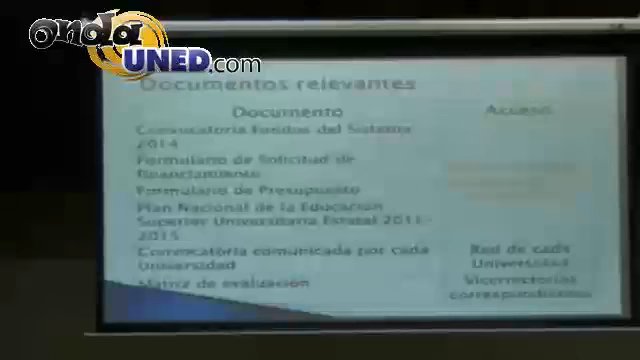 onda
UNED.com
Documentos relevantes
Documento
Acceso
Convocatoria Fondos del Sistema
2014
Formulario de Solicitud de
financiamiento
Formulario de Presupuesto
Plan Nacional de la Educación
Superior Universitaria Estatal 2011-
2015
Convocatoria comunicada por cada
Universidad
Red de cada
Universidad
Matriz de evaluación
Vicerrectorías
correspondientes